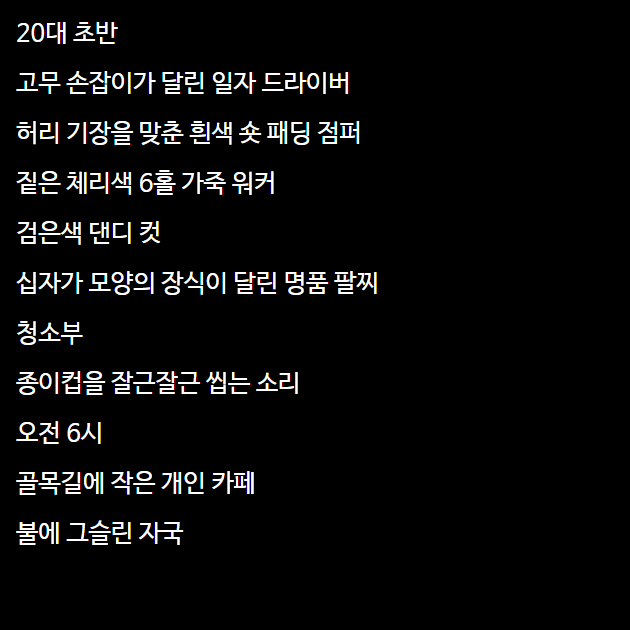 20대 초반
고무 손잡이가 달린 일자 드라이버
허리 기장을 맞춘 흰색 숏 패딩 점퍼
짙은 체리색 6홀 가죽 워커
검은색 댄디 컷
십자가 모양의 장식이 달린 명품 팔찌
청소부
종이컵을 잘근잘근 씹는 소리
오전 6시
골목길에 작은 개인 카페
불에 그슬린 자국